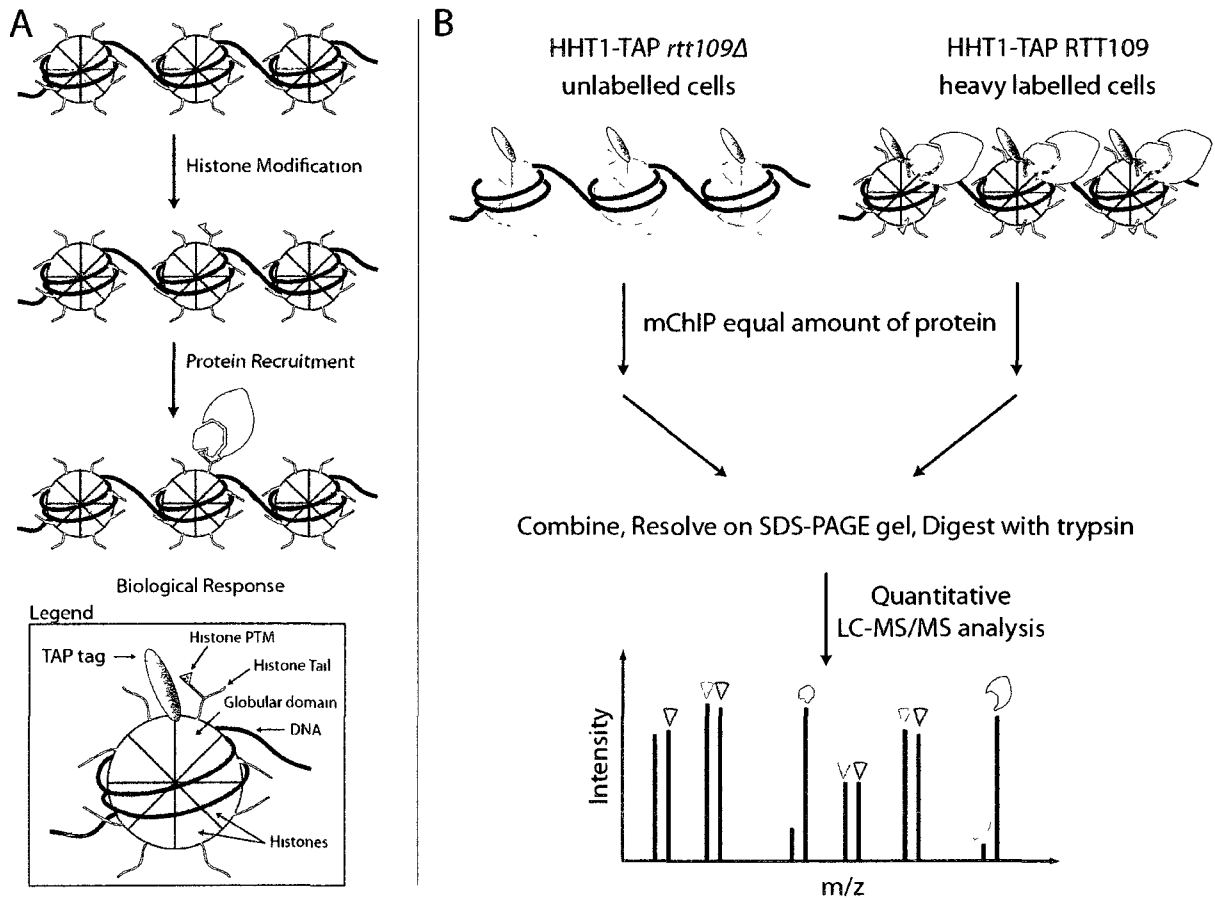 A
Histone Modification
Protein Recruitment
Biological Response
Legend
TAP tag
Histone PTM
Histone Tail
Globular domain
DNA
Histones
B
HHT1-TAP rtt109Δ
unlabelled cells
HHT1-TAP RTT109
heavy labelled cells
mChIP equal amount of protein
Combine, Resolve on SDS-PAGE gel, Digest with trypsin
Quantitative
LC-MS/MS analysis
Intensity
m/z